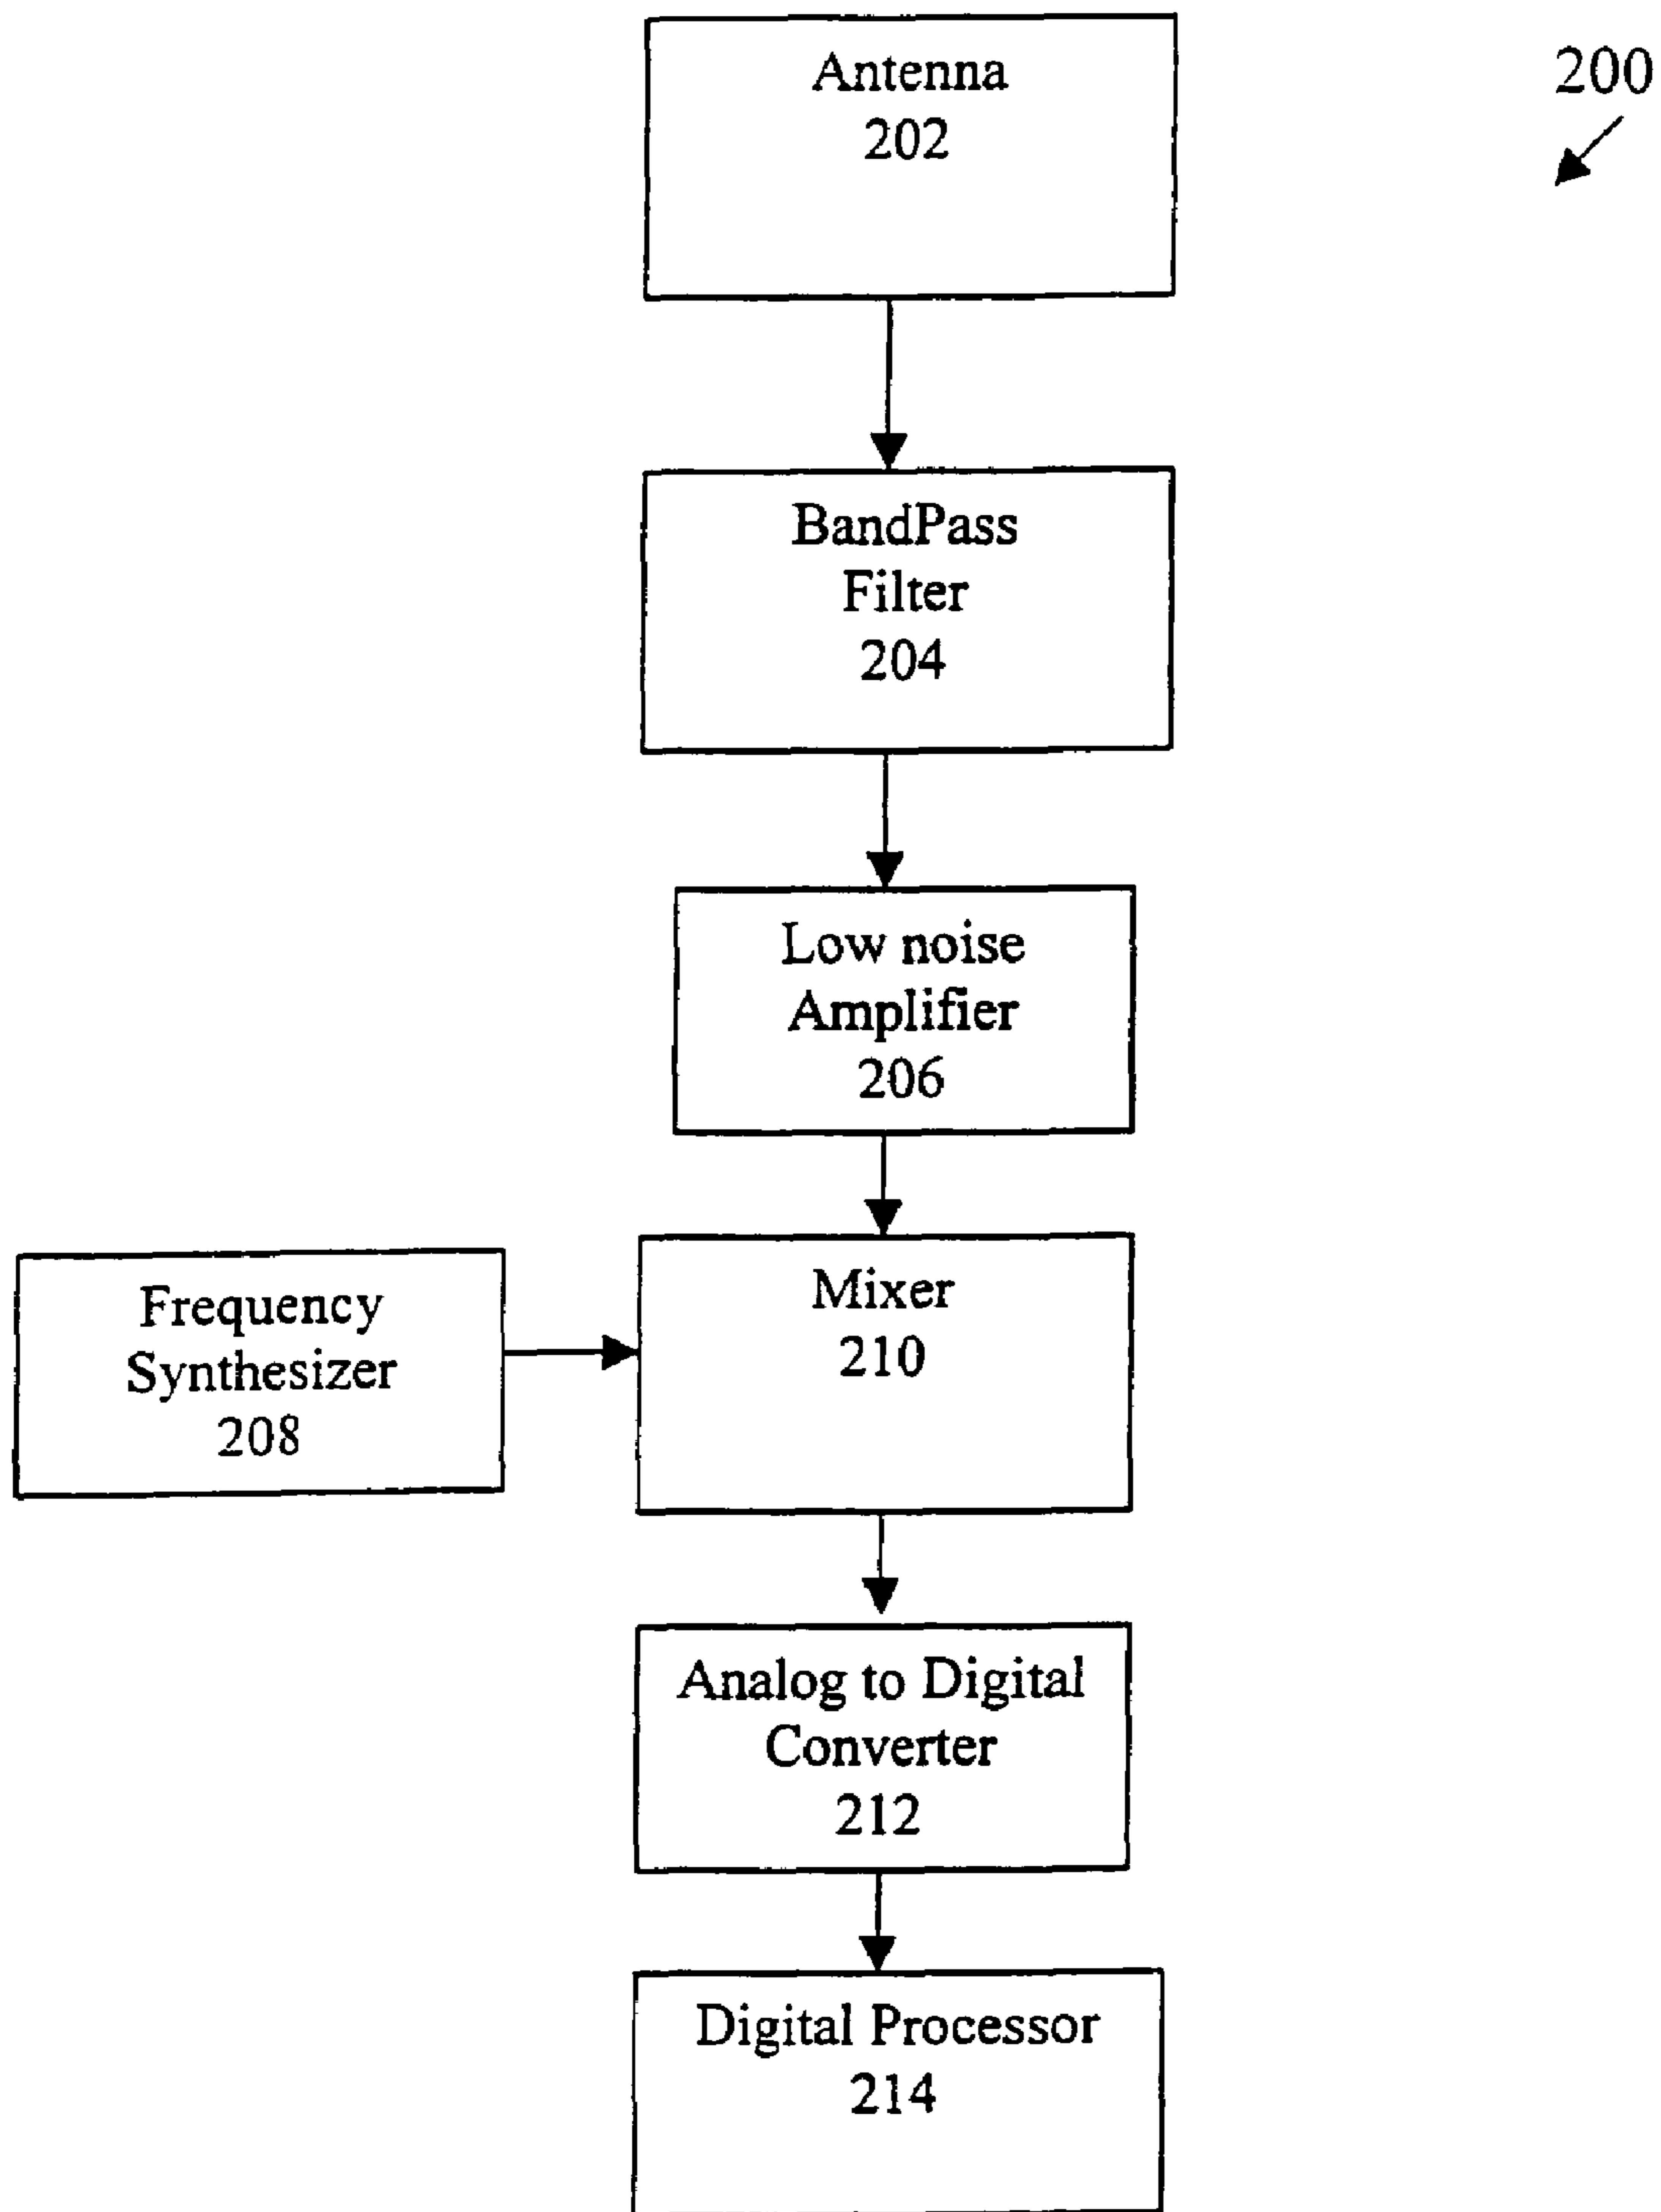 200
Antenna
202
BandPass
Filter
204
Low noise
Amplifier
206
Frequency
Synthesizer
208
Mixer
210
Analog to Digital
Converter
212
Digital Processor
214